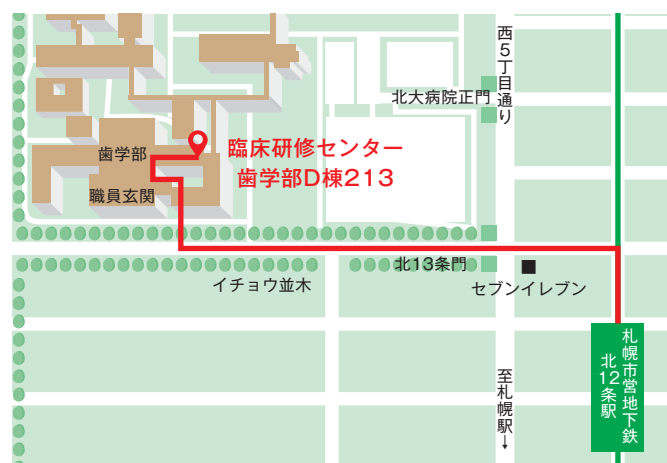 西5丁目通り
北大病院正門
臨床研修センター
歯学部D棟213
歯学部
職員玄関
北13条門
イチョウ並木
セブンイレブン
札幌市営地下鉄
北12条駅
至札幌駅→